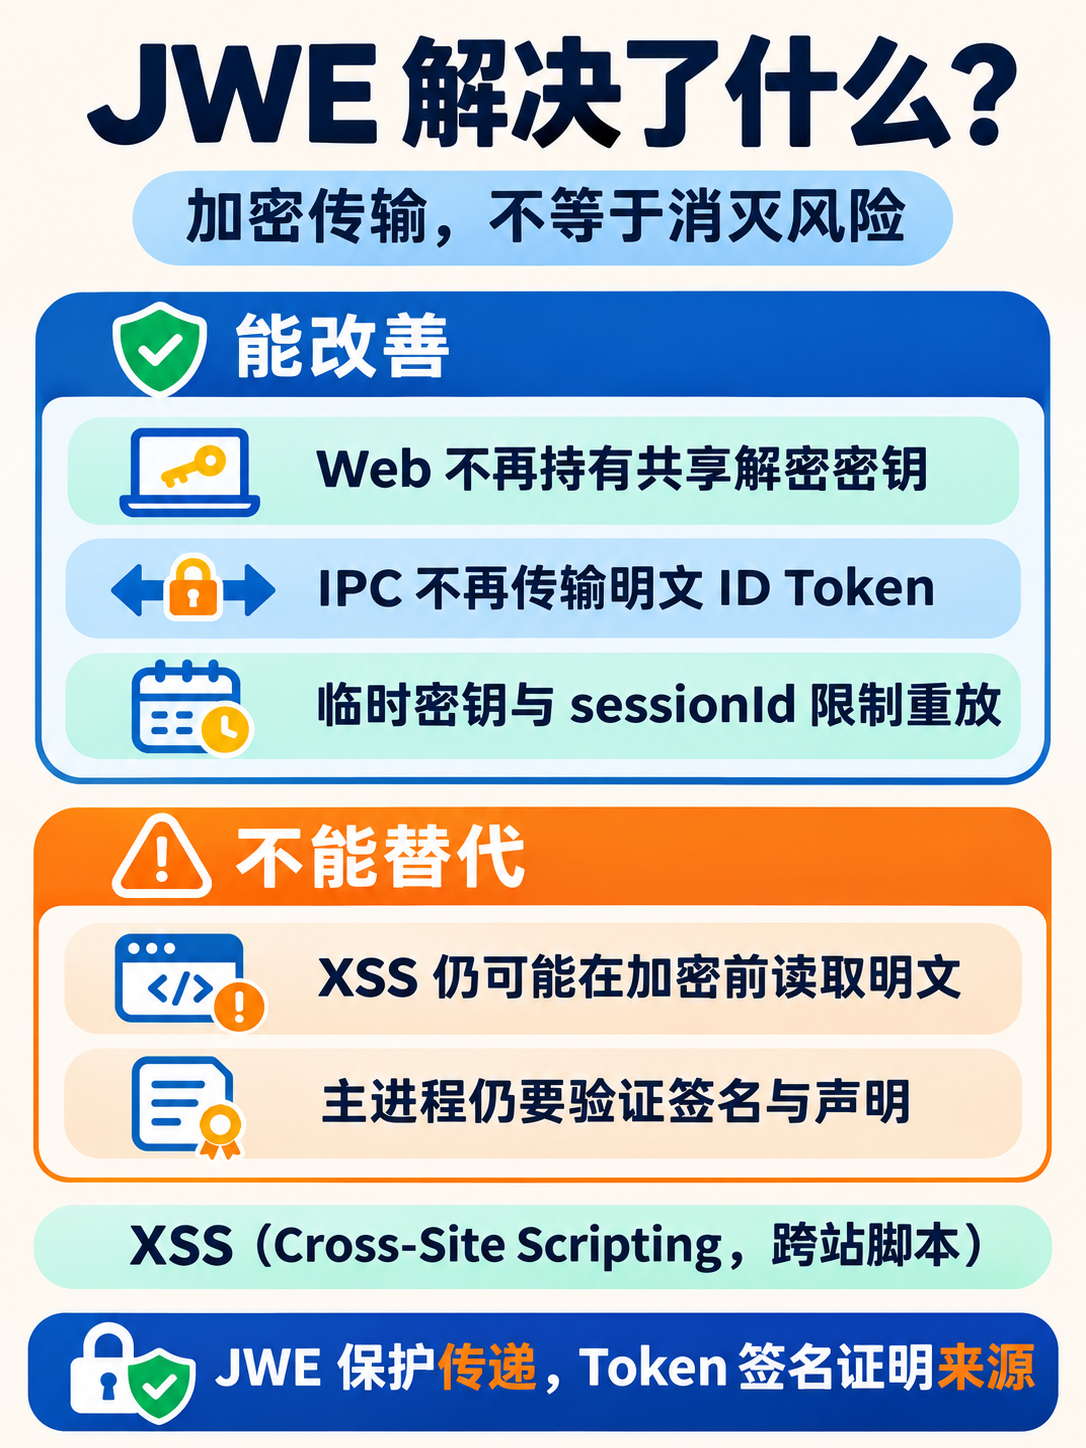 JWE 解决了什么？
加密传输，不等于消灭风险
能改善
Web 不再持有共享解密密钥
IPC 不再传输明文 ID Token
临时密钥与 sessionId 限制重放
不能替代
XSS 仍可能在加密前读取明文
主进程仍要验证签名与声明
XSS（Cross-Site Scripting，跨站脚本）
JWE 保护传递，Token 签名证明来源